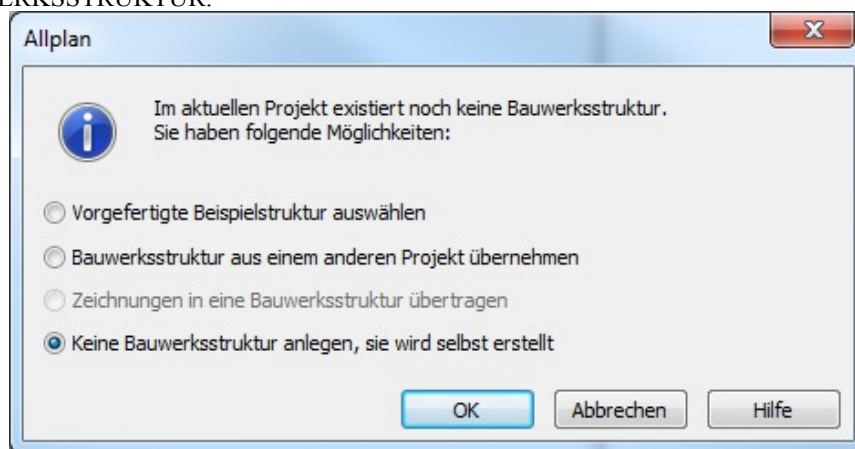 ERKSSTRUKTUR.
Allplan
Im aktuellen Projekt existiert noch keine Bauwerksstruktur.
Sie haben folgende Möglichkeiten:
Vorgefertigte Beispielstruktur auswählen
Bauwerksstruktur aus einem anderen Projekt übernehmen
Zeichnungen in eine Bauwerksstruktur übertragen
Keine Bauwerksstruktur anlegen, sie wird selbst erstellt
OK Abbrechen Hilfe